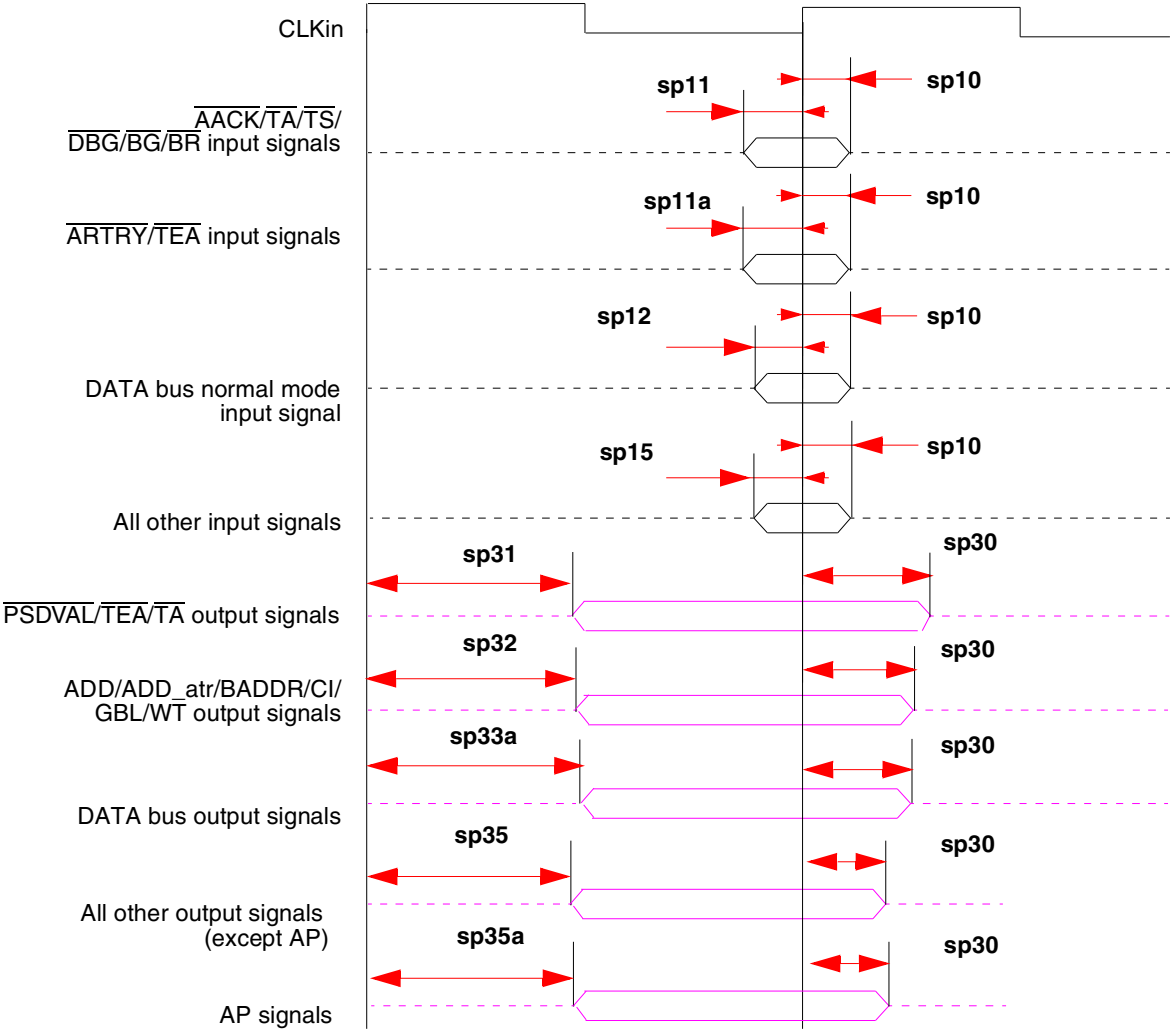 CLKin
sp10
sp11
AACK/TA/TS/
DBG/BG/BR input signals
sp10
sp11a
ARTRY/TEA input signals
sp10
sp12
DATA bus normal mode
input signal
sp10
sp15
All other input signals
sp31
sp30
PSDVAL/TEA/TA output signals
sp32
sp30
ADD/ADD_atr/BADDR/CI/
GBL/WT output signals
sp33a
sp30
DATA bus output signals
sp35
sp30
All other output signals
(except AP)
sp35a
sp30
AP signals